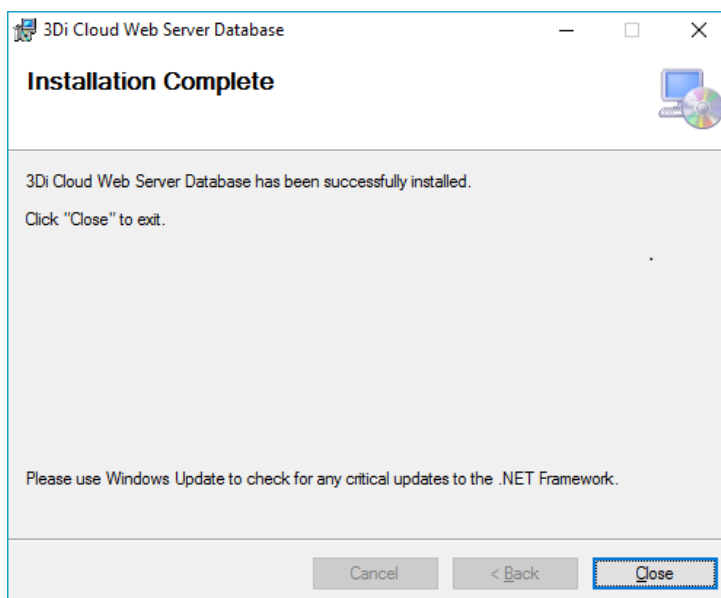 3Di Cloud Web Server Database
Installation Complete
3Di Cloud Web Server Database has been successfully installed.
Click "Close" to exit.
Please use Windows Update to check for any critical updates to the .NET Framework.
Cancel
< Back
Close